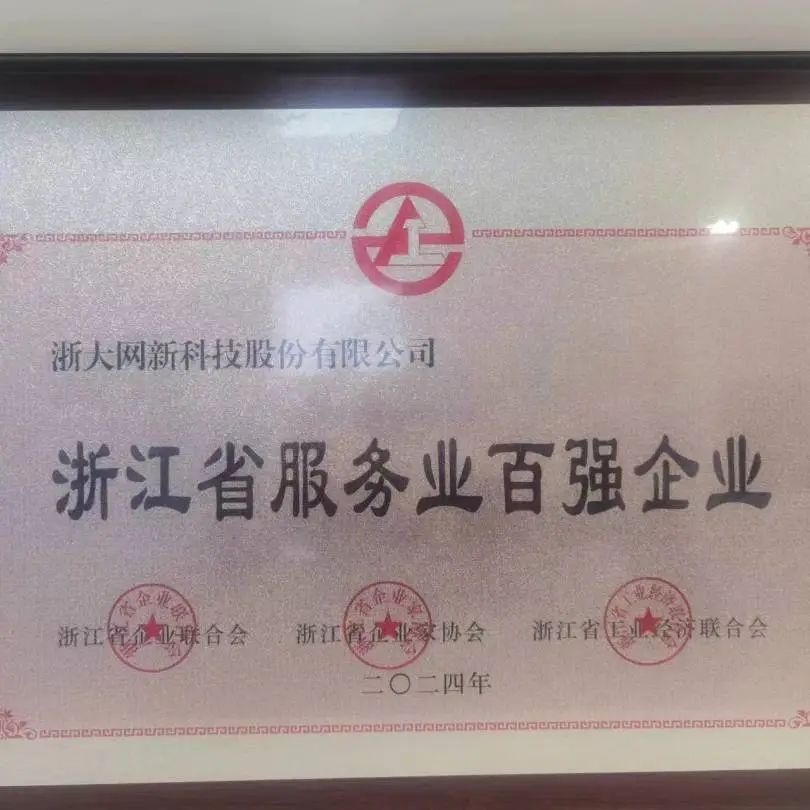 浙大网新科技股份有限公司
浙江省服务业百强企业
浙江省企业联合会 浙江省企业家协会 浙江省工业经济联合会
二〇二四年